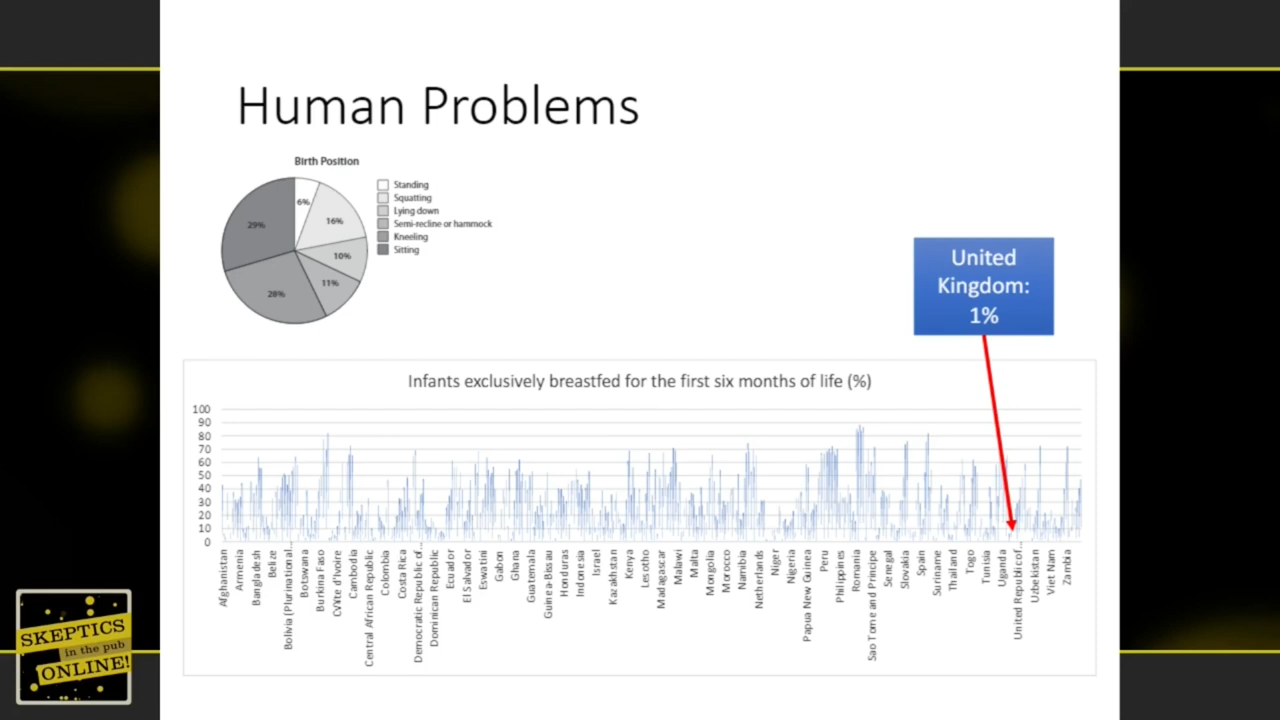 Human Problems
Birth Position
Standing
Squatting
Lying down
Semi-recline or hammock
Kneeling
Sitting
6%
16%
10%
11%
28%
29%
United
Kingdom:
1%
Infants exclusively breastfed for the first six months of life (%)
100
90
80
70
60
50
40
30
20
10
0
Afghanistan
Armenia
Bangladesh
Belize
Bolivia (Plurinational...
Botswana
Burkina Faso
CV¥te d'Ivoire
Cambodia
Central African Republic
Colombia
Costa Rica
Democratic Republic of...
Dominican Republic
Ecuador
El Salvador
Eswatini
Gabon
Ghana
Guatemala
Guinea-Bissau
Honduras
Indonesia
Israel
Kazakhstan
Kenya
Lesotho
Madagascar
Malawi
Malta
Mongolia
Morocco
Namibia
Netherlands
Niger
Nigeria
Papua New Guinea
Peru
Philippines
Romania
Sao Tome and Principe
Senegal
Slovakia
Spain
Suriname
Thailand
Togo
Tunisia
Uganda
United Republic of...
Uzbekistan
Viet Nam
Zambia
SKEPTICS
in the pub
ONLINE!